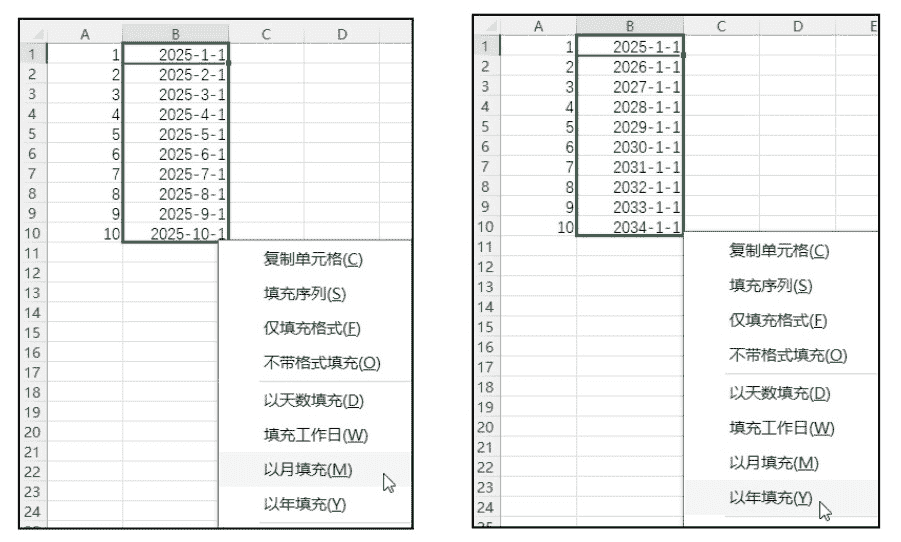 A B C D
1 1 2025-1-1
2 2 2025-2-1
3 3 2025-3-1
4 4 2025-4-1
5 5 2025-5-1
6 6 2025-6-1
7 7 2025-7-1
8 8 2025-8-1
9 9 2025-9-1
10 10 2025-10-1
11
12
13
14
15
16
17
18
19
20
21
22
23
24
复制单元格(C)
填充序列(S)
仅填充格式(F)
不带格式填充(O)
以天数填充(D)
填充工作日(W)
以月填充(M)
以年填充(Y)
A B C D E
1 1 2025-1-1
2 2 2026-1-1
3 3 2027-1-1
4 4 2028-1-1
5 5 2029-1-1
6 6 2030-1-1
7 7 2031-1-1
8 8 2032-1-1
9 9 2033-1-1
10 10 2034-1-1
11
12
13
14
15
16
17
18
19
20
21
22
23
24
25
复制单元格(C)
填充序列(S)
仅填充格式(F)
不带格式填充(O)
以天数填充(D)
填充工作日(W)
以月填充(M)
以年填充(Y)